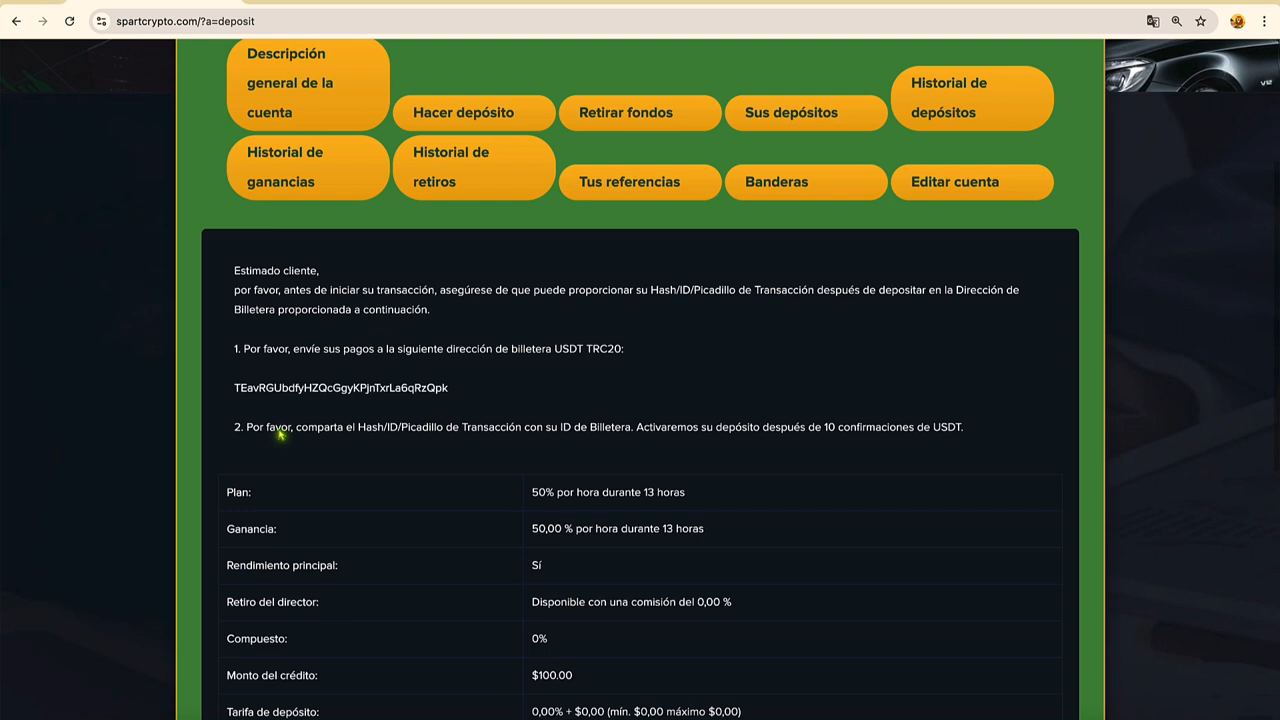 spartcrypto.com/?a=deposit
Descripción
general de la
cuenta
Hacer depósito
Retirar fondos
Sus depósitos
Historial de
depósitos
Historial de
ganancias
Historial de
retiros
Tus referencias
Banderas
Editar cuenta
Estimado cliente,
por favor, antes de iniciar su transacción, asegúrese de que puede proporcionar su Hash/ID/Picadillo de Transacción después de depositar en la Dirección de
Billetera proporcionada a continuación.
1. Por favor, envíe sus pagos a la siguiente dirección de billetera USDT TRC20:
TEavRGUbdfyHZQcGgyKPjnTxrLa6qRzQpk
2. Por favor, comparta el Hash/ID/Picadillo de Transacción con su ID de Billetera. Activaremos su depósito después de 10 confirmaciones de USDT.
Plan: 50% por hora durante 13 horas
Ganancia: 50,00 % por hora durante 13 horas
Rendimiento principal: Sí
Retiro del director: Disponible con una comisión del 0,00 %
Compuesto: 0%
Monto del crédito: $100.00
Tarifa de depósito: 0,00% + $0,00 (mín. $0,00 máximo $0,00)